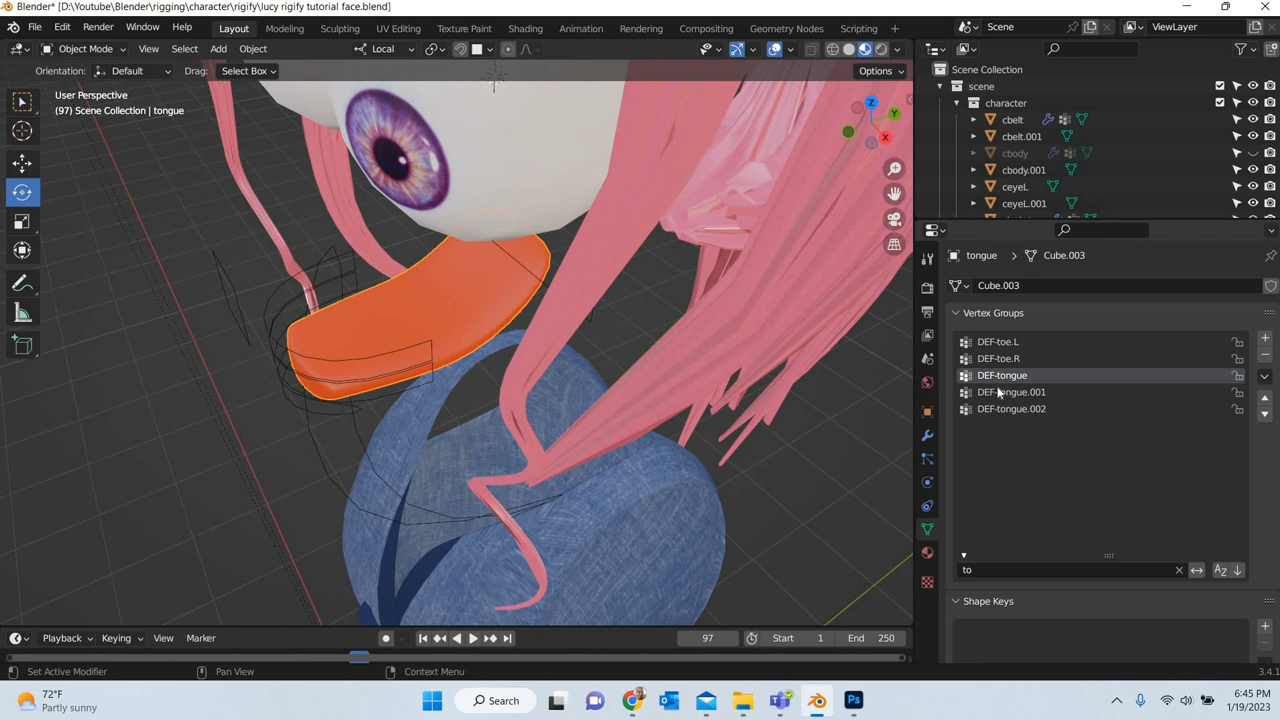 Blender* [D:\Youtube\Blender\rigging\character\rigify\lucy rigify tutorial face.blend]
File Edit Render Window Help Layout Modeling Sculpting UV Editing Texture Paint Shading Animation Rendering Compositing Geometry Nodes Scripting + Scene ViewLayer
Object Mode View Select Add Object Local
Orientation: Default Drag: Select Box Options
User Perspective
(97) Scene Collection | tongue
Z
Y
X
Scene Collection
scene
character
cbelt
cbelt.001
cbody
cbody.001
ceyeL
ceyeL.001
tongue > Cube.003
Cube.003
Vertex Groups
DEF-toe.L
DEF-toe.R
DEF-tongue
DEF-tongue.001
DEF-tongue.002
to
Shape Keys
Playback Keying View Marker 97 Start 1 End 250
Set Active Modifier Pan View Context Menu 3.4.1
72°F
Partly sunny
Search
6:45 PM
1/19/2023